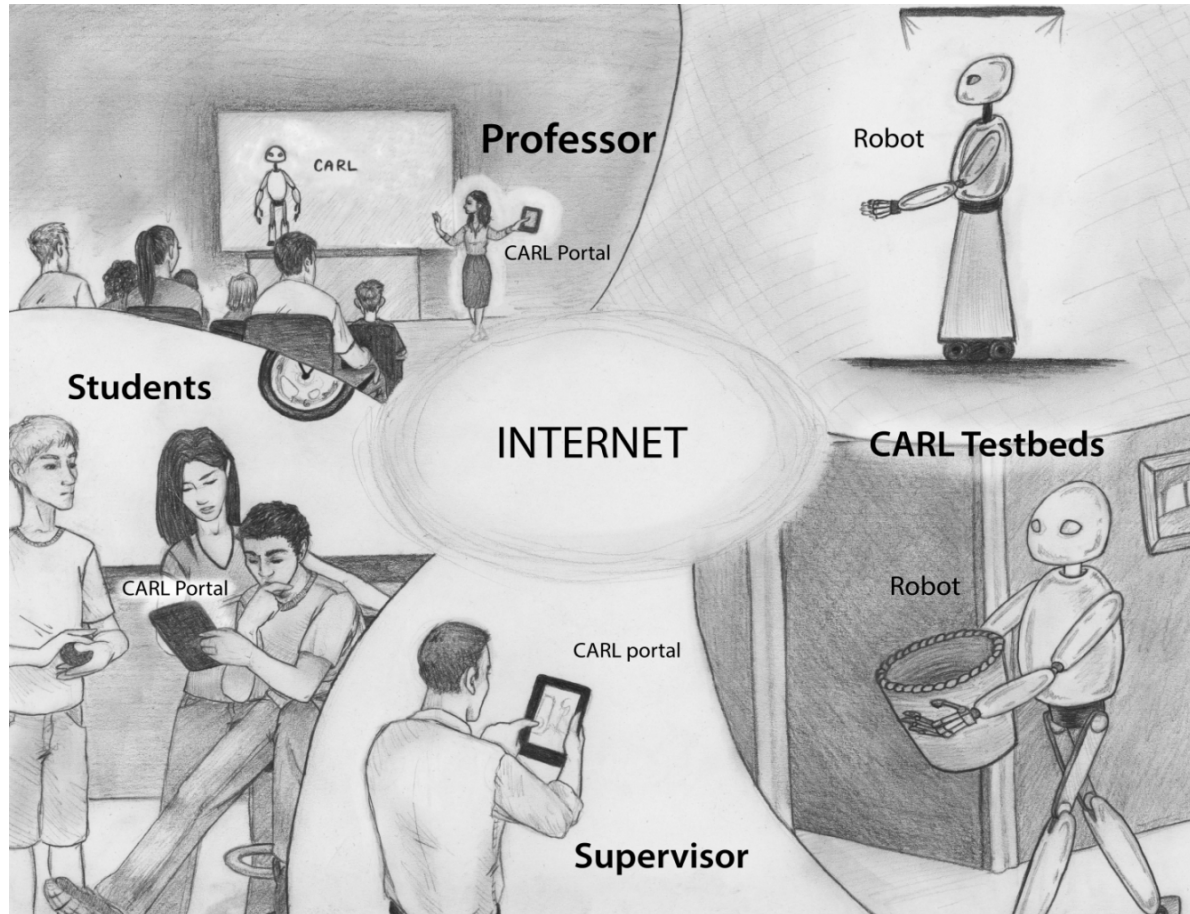 Professor
CARL
CARL Portal
Robot
Students
INTERNET
CARL Testbeds
CARL Portal
Robot
CARL portal
Supervisor